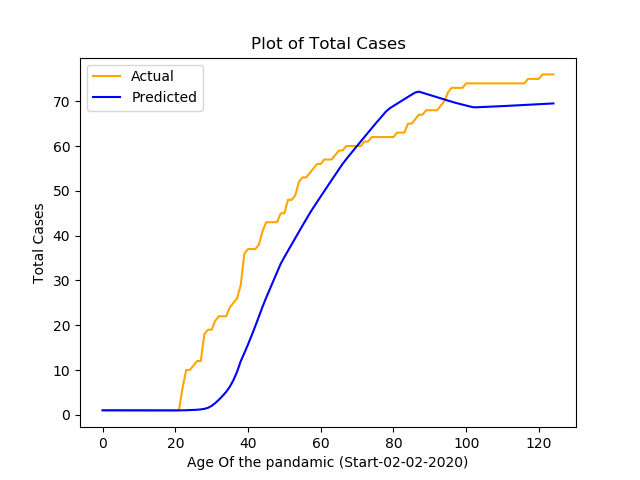 Plot of Total Cases
Actual
Predicted
70
60
50
40
30
20
10
0
Total Cases
0 20 40 60 80 100 120
Age Of the pandamic (Start-02-02-2020)